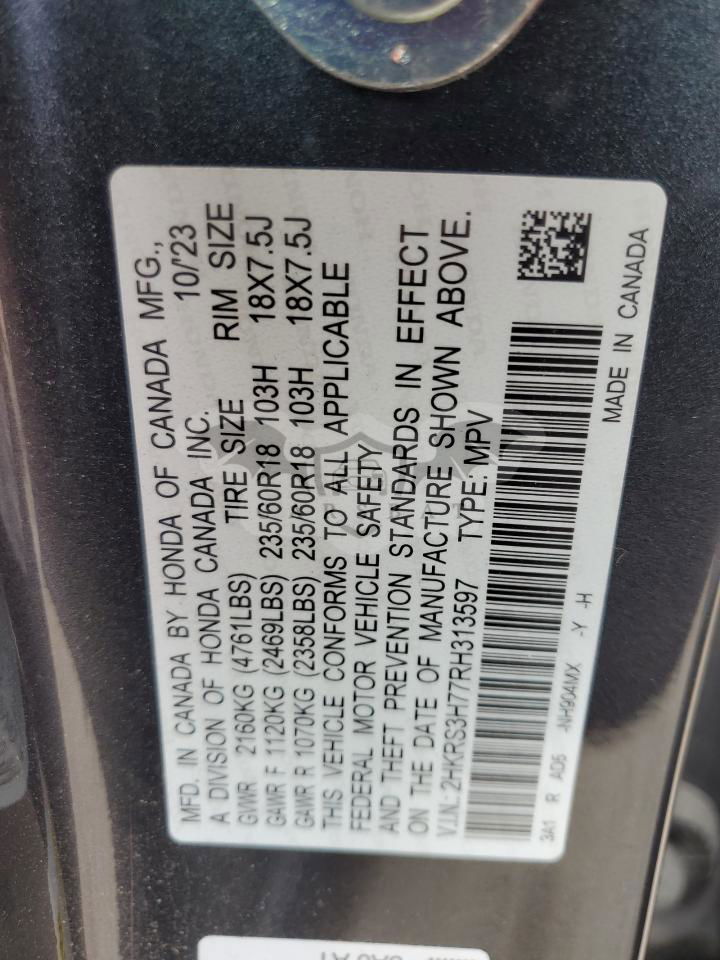 MFD. IN CANADA BY HONDA OF CANADA MFG.,
A DIVISION OF HONDA CANADA INC. 10/'23
GVWR 2160KG (4761LBS) TIRE SIZE RIM SIZE
GAWR F 1120KG (2469LBS) 235/60R18 103H 18X7.5J
GAWR R 1070KG (2358LBS) 235/60R18 103H 18X7.5J
THIS VEHICLE CONFORMS TO ALL APPLICABLE
FEDERAL MOTOR VEHICLE SAFETY
AND THEFT PREVENTION STANDARDS IN EFFECT
ON THE DATE OF MANUFACTURE SHOWN ABOVE.
V.I.N.: 2HKRS3H77RH313597 TYPE: MPV
3A1 R AD6 -NH904MX -Y -H
MADE IN CANADA